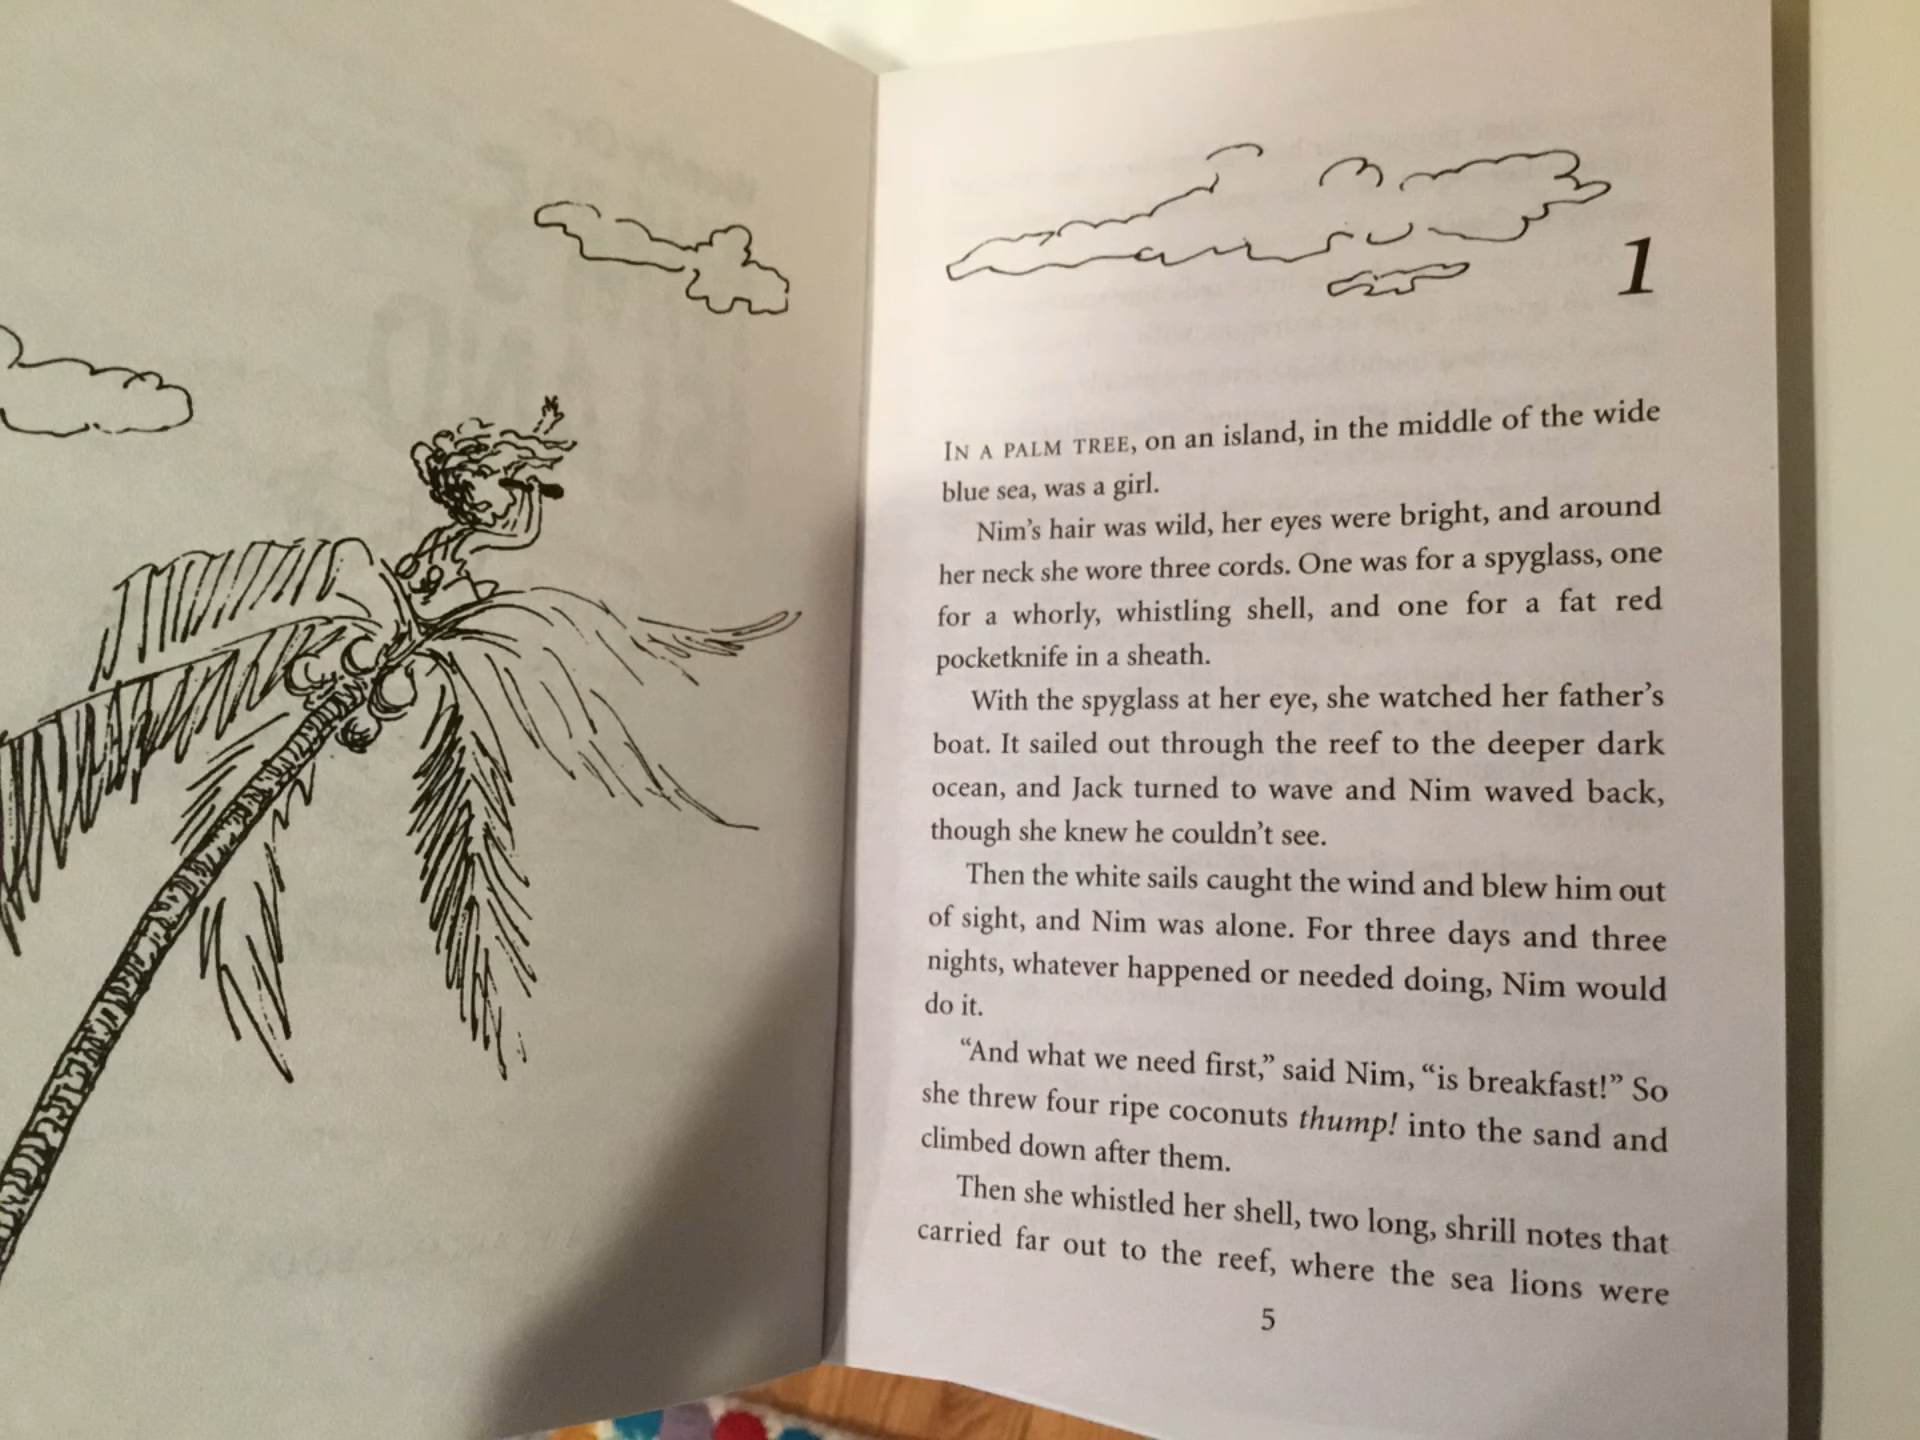 1
IN A PALM TREE, on an island, in the middle of the wide
blue sea, was a girl.
Nim’s hair was wild, her eyes were bright, and around
her neck she wore three cords. One was for a spyglass, one
for a whorly, whistling shell, and one for a fat red
pocketknife in a sheath.
With the spyglass at her eye, she watched her father’s
boat. It sailed out through the reef to the deeper dark
ocean, and Jack turned to wave and Nim waved back,
though she knew he couldn’t see.
Then the white sails caught the wind and blew him out
of sight, and Nim was alone. For three days and three
nights, whatever happened or needed doing, Nim would
do it.
“And what we need first,” said Nim, “is breakfast!” So
she threw four ripe coconuts thump! into the sand and
climbed down after them.
Then she whistled her shell, two long, shrill notes that
carried far out to the reef, where the sea lions were
5